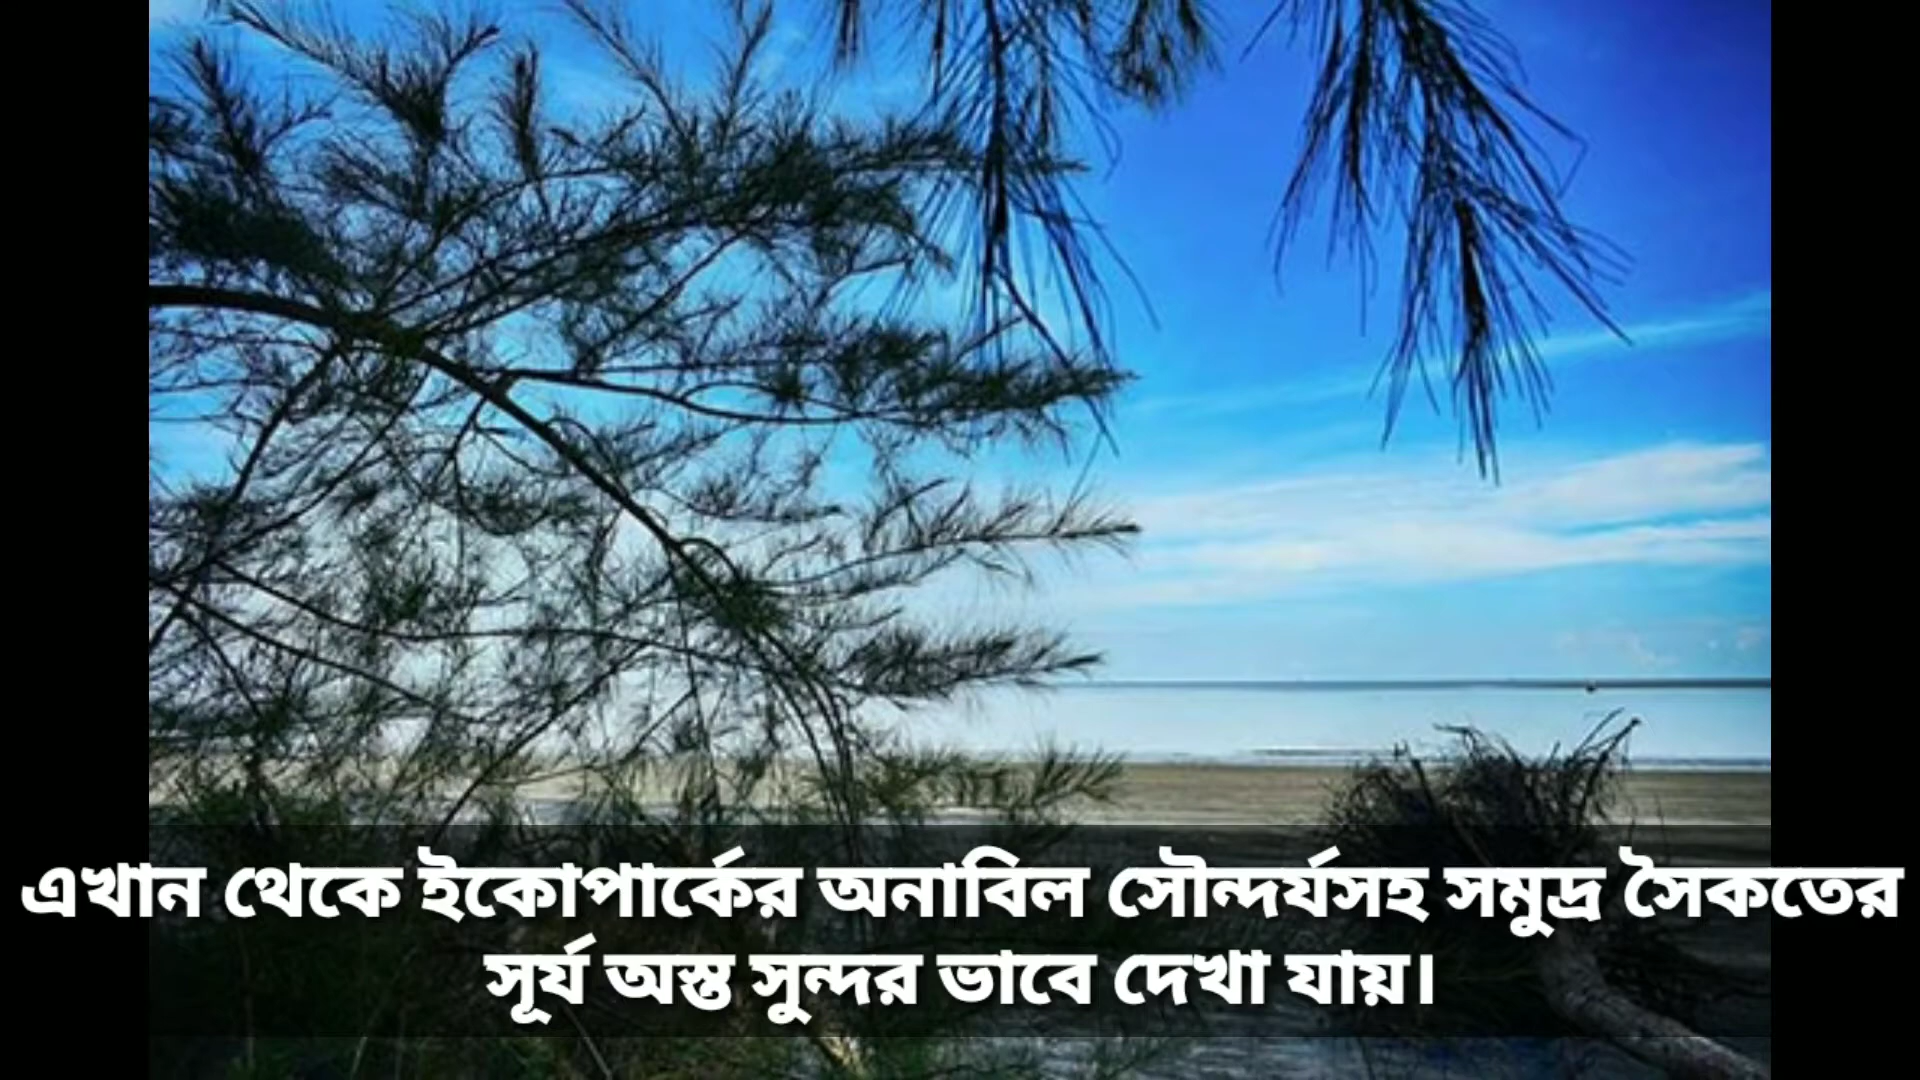 এখান থেকে ইকোপার্কের অনাবিল সৌন্দর্যসহ সমুদ্র সৈকতের
সূর্য অস্ত সুন্দর ভাবে দেখা যায়।